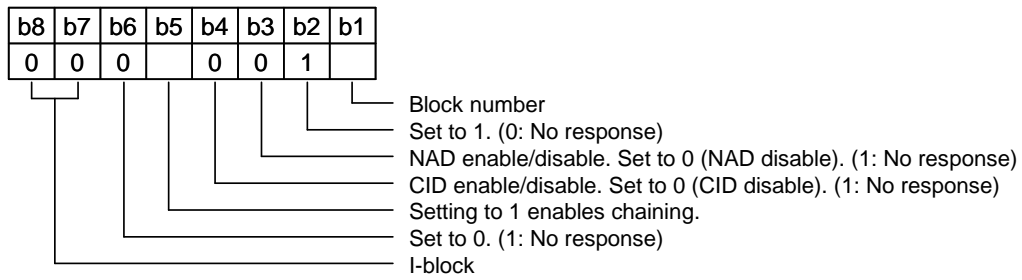 b8 b7 b6 b5 b4 b3 b2 b1
0 0 0 0 0 1
Block number
Set to 1. (0: No response)
NAD enable/disable. Set to 0 (NAD disable). (1: No response)
CID enable/disable. Set to 0 (CID disable). (1: No response)
Setting to 1 enables chaining.
Set to 0. (1: No response)
I-block